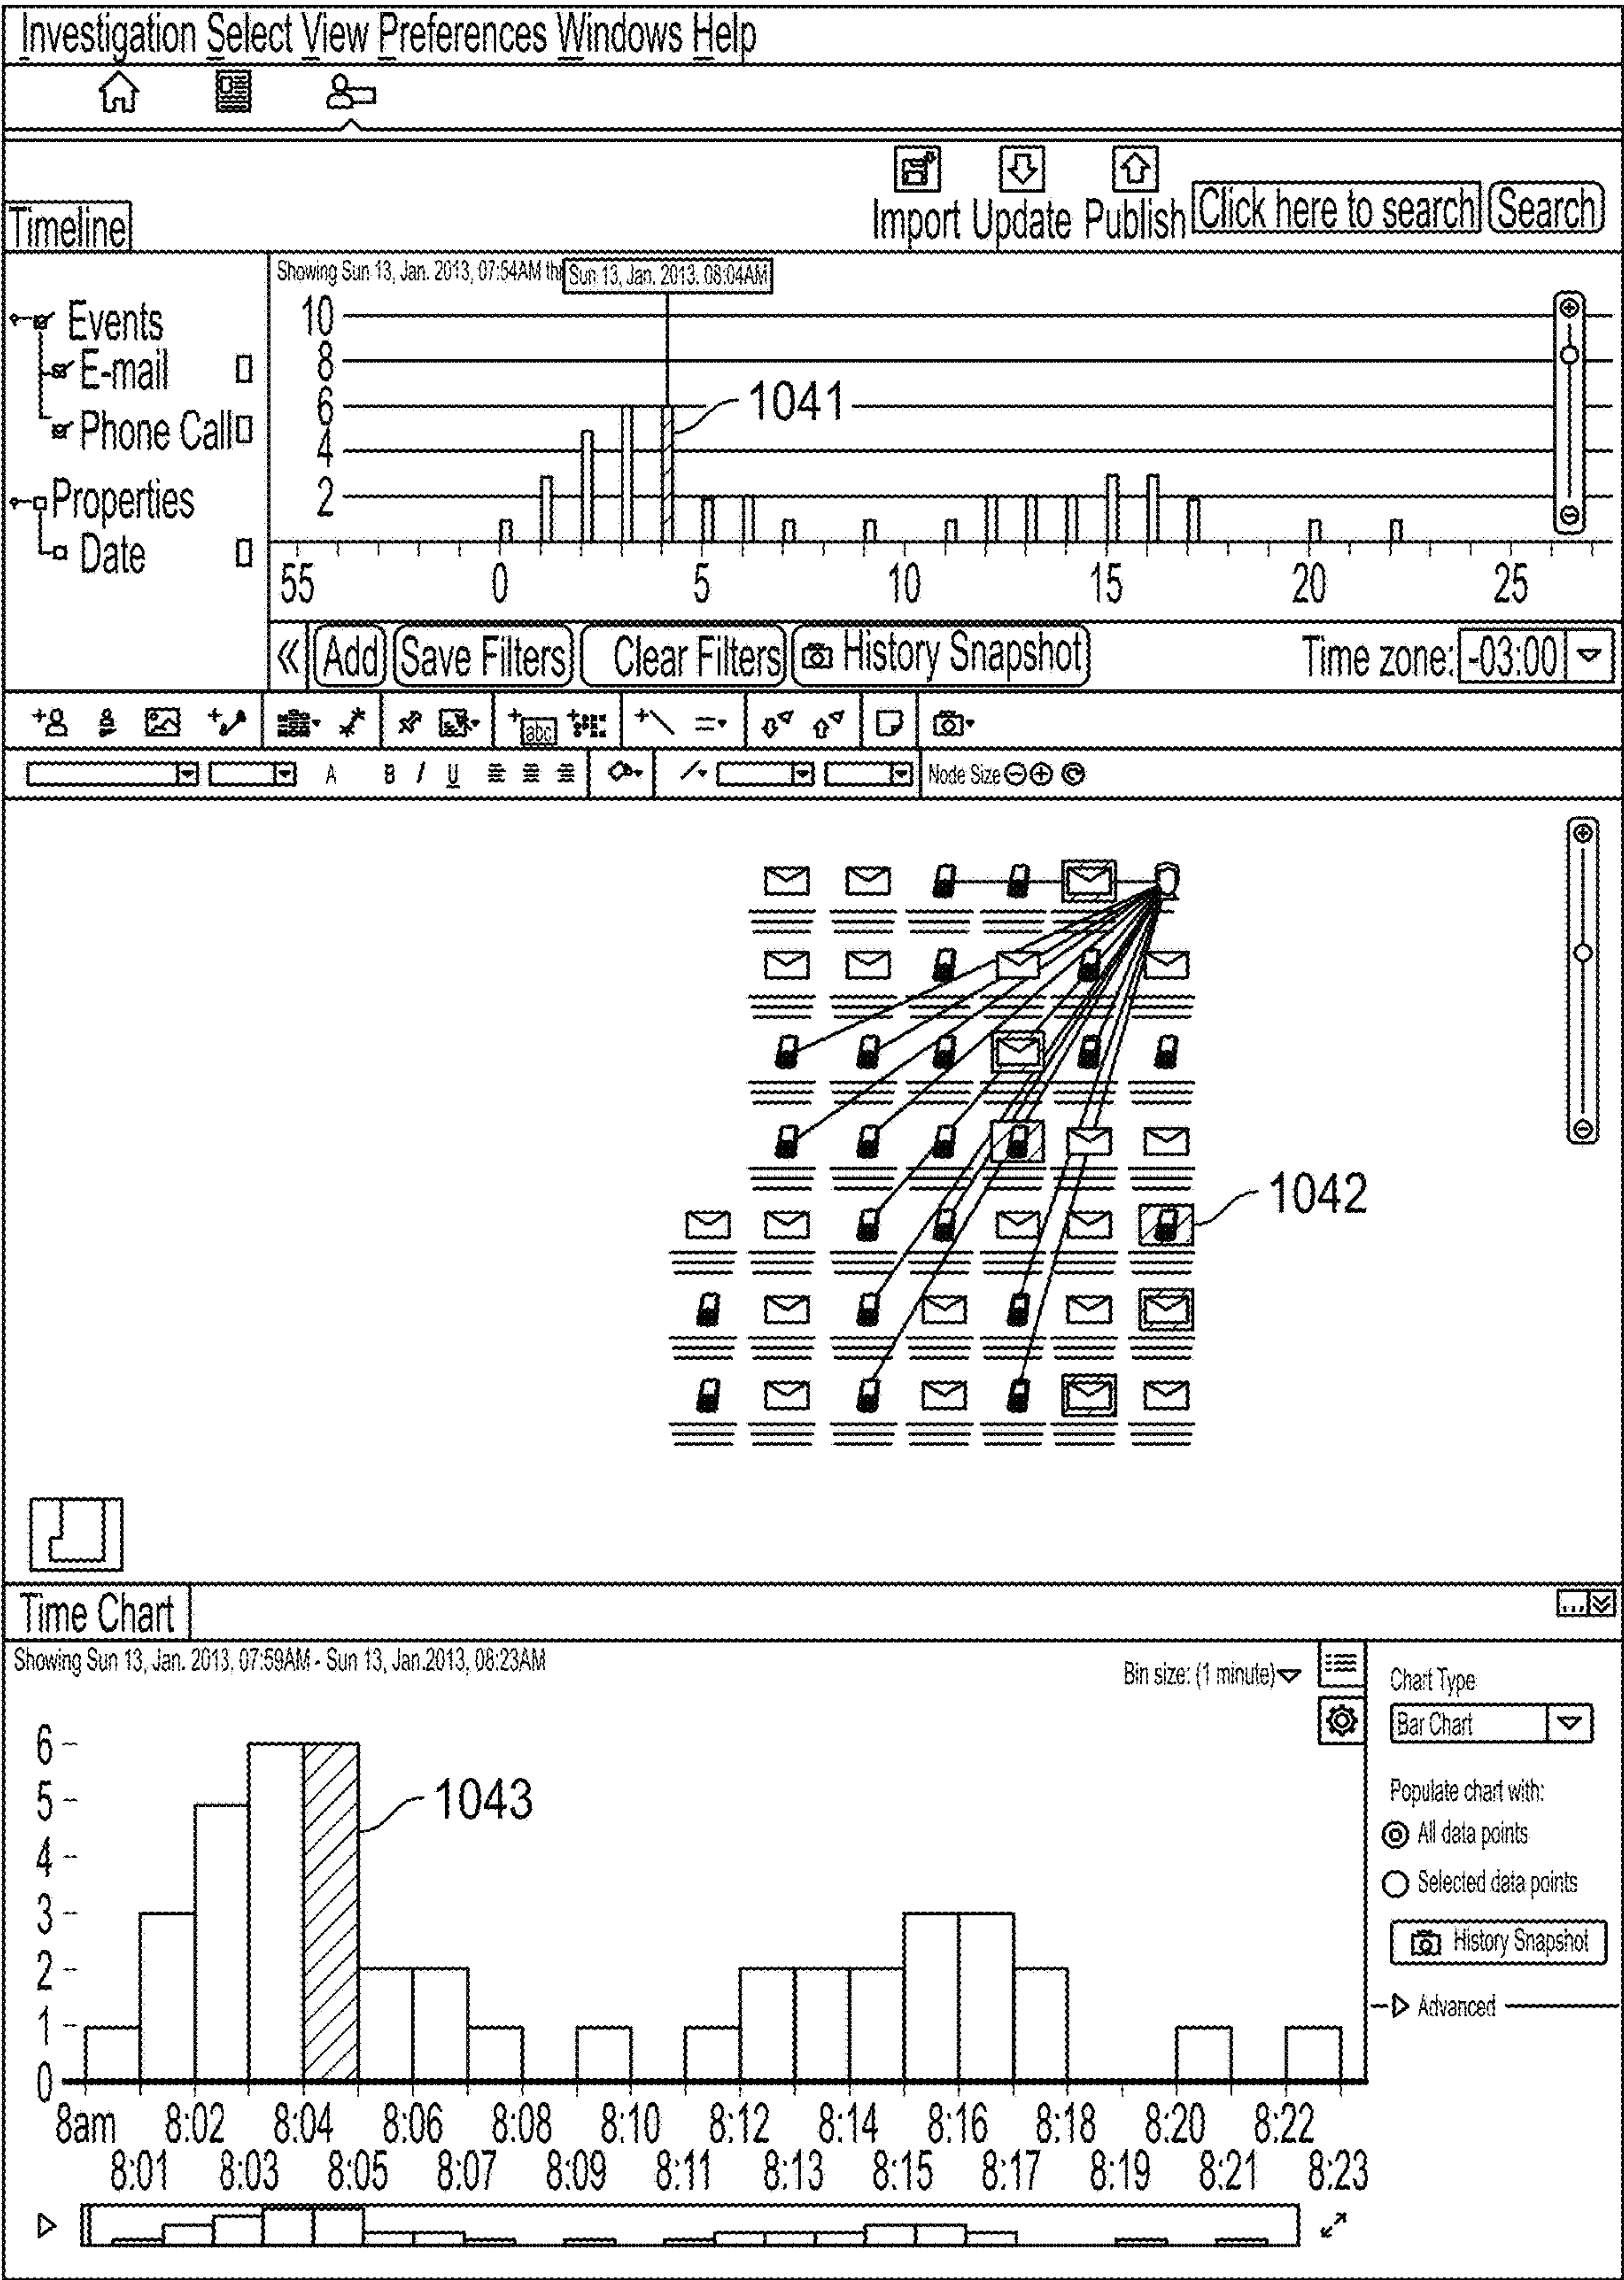 Investigation Select View Preferences Windows Help
Import Update Publish Click here to search Search
Timeline
Showing Sun 13, Jan. 2013, 07:54AM thr Sun 13, Jan. 2013. 08:04AM
Events
E-mail
Phone Call
Properties
Date
10
8
6
4
2
1041
55 0 5 10 15 20 25
« Add Save Filters Clear Filters History Snapshot Time zone: -03:00
abc
A B I U Node Size
1042
Time Chart
...
Showing Sun 13, Jan. 2013, 07:59AM - Sun 13, Jan.2013, 08:23AM
Bin size: (1 minute)
Chart Type
Bar Chart
Populate chart with:
All data points
Selected data points
History Snapshot
Advanced
6
5
4
3
2
1
0
1043
8am 8:02 8:04 8:06 8:08 8:10 8:12 8:14 8:16 8:18 8:20 8:22
8:01 8:03 8:05 8:07 8:09 8:11 8:13 8:15 8:17 8:19 8:21 8:23